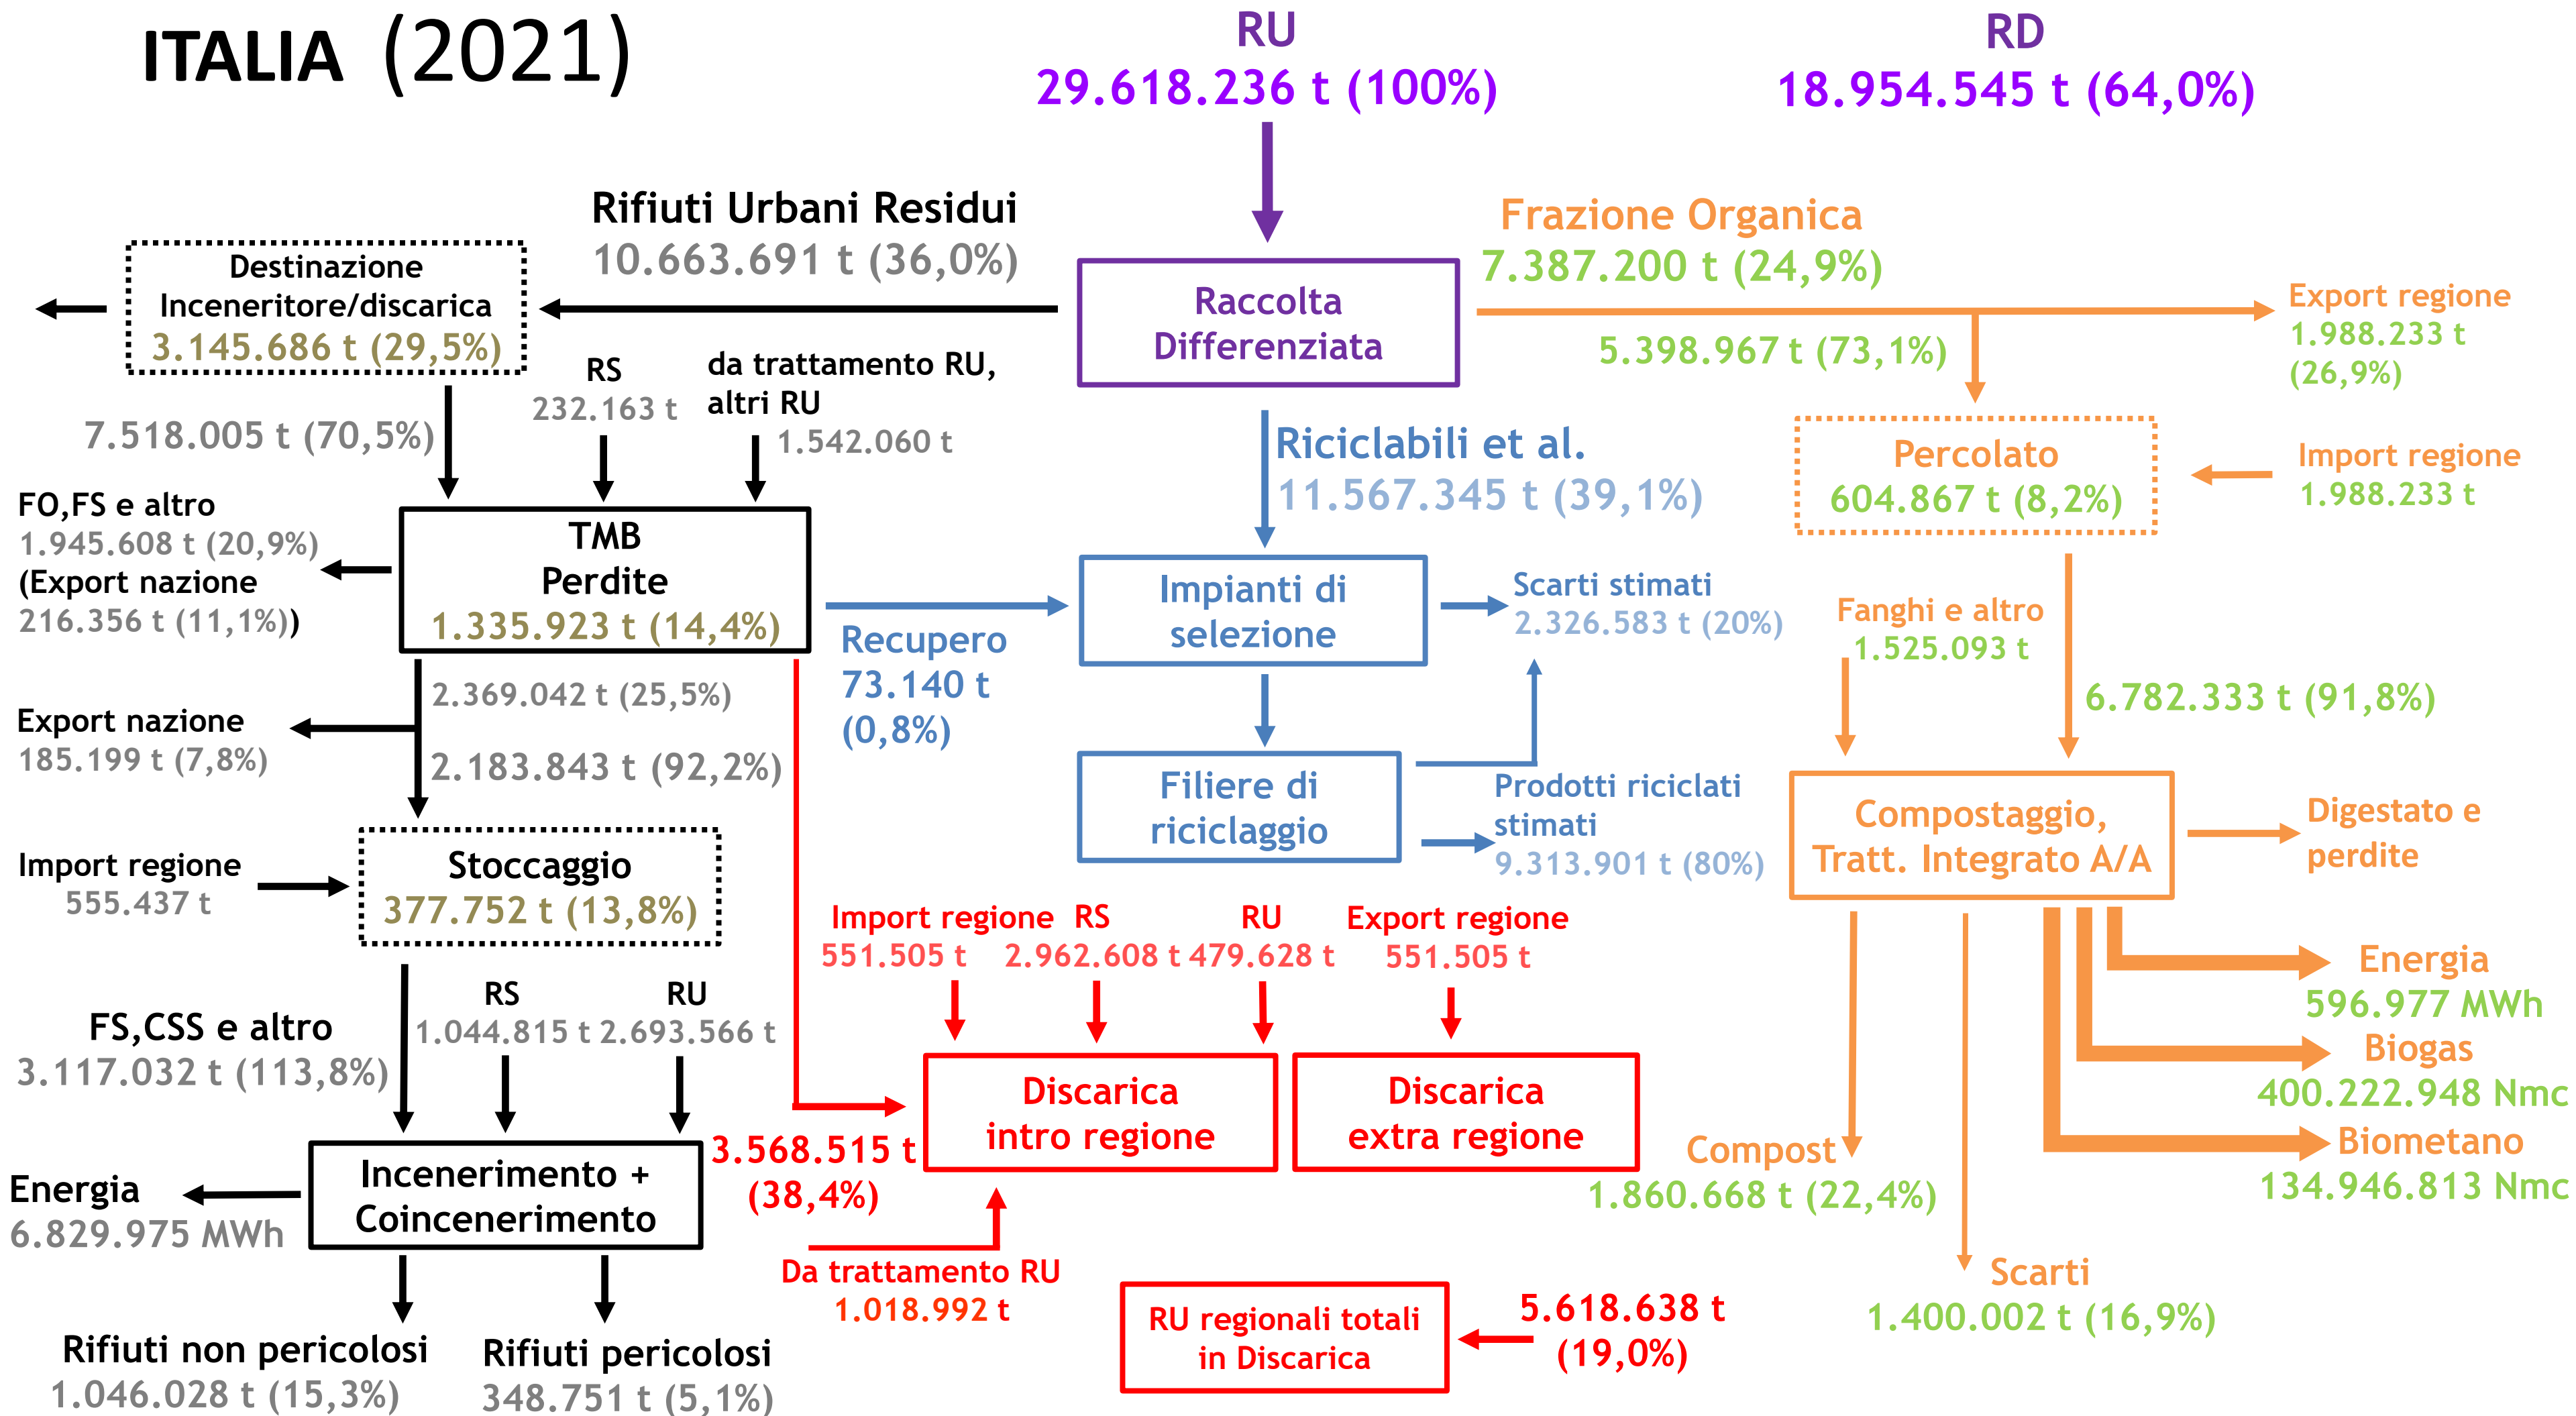 ITALIA (2021)
RU
29.618.236 t (100%)
RD
18.954.545 t (64,0%)
Rifiuti Urbani Residui
10.663.691 t (36,0%)
Destinazione
Inceneritore/discarica
3.145.686 t (29,5%)
Raccolta
Differenziata
Frazione Organica
7.387.200 t (24,9%)
5.398.967 t (73,1%)
Export regione
1.988.233 t
(26,9%)
7.518.005 t (70,5%)
RS
232.163 t
da trattamento RU,
altri RU
1.542.060 t
Riciclabili et al.
11.567.345 t (39,1%)
Percolato
604.867 t (8,2%)
Import regione
1.988.233 t
FO,FS e altro
1.945.608 t (20,9%)
(Export nazione
216.356 t (11,1%))
TMB
Perdite
1.335.923 t (14,4%)
Recupero
73.140 t
(0,8%)
Impianti di
selezione
Scarti stimati
2.326.583 t (20%)
Fanghi e altro
1.525.093 t
6.782.333 t (91,8%)
2.369.042 t (25,5%)
Export nazione
185.199 t (7,8%)
2.183.843 t (92,2%)
Filiere di
riciclaggio
Prodotti riciclati
stimati
9.313.901 t (80%)
Compostaggio,
Tratt. Integrato A/A
Digestato e
perdite
Import regione
555.437 t
Stoccaggio
377.752 t (13,8%)
Import regione
551.505 t
RS
2.962.608 t
RU
479.628 t
Export regione
551.505 t
Energia
596.977 MWh
Biogas
400.222.948 Nmc
Biometano
134.946.813 Nmc
FS,CSS e altro
3.117.032 t (113,8%)
RS
1.044.815 t
RU
2.693.566 t
Discarica
intro regione
Discarica
extra regione
3.568.515 t
(38,4%)
Compost
1.860.668 t (22,4%)
Energia
6.829.975 MWh
Incenerimento +
Coincenerimento
Da trattamento RU
1.018.992 t
Scarti
1.400.002 t (16,9%)
RU regionali totali
in Discarica
5.618.638 t
(19,0%)
Rifiuti non pericolosi
1.046.028 t (15,3%)
Rifiuti pericolosi
348.751 t (5,1%)